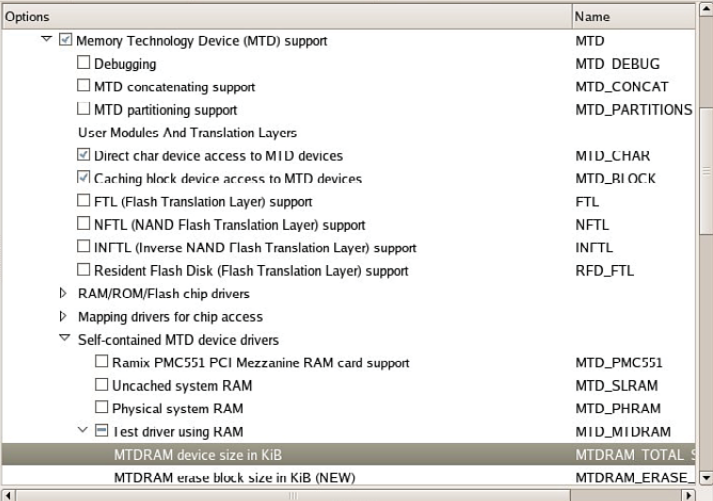 Options Name
Memory Technology Device (MTD) support MTD
Debugging MTD_DEBUG
MTD concatenating support MTD_CONCAT
MTD partitioning support MTD_PARTITIONS
User Modules And Translation Layers
Direct char device access to MTD devices MTD_CHAR
Caching block device access to MTD devices MTD_BLOCK
FTL (Flash Translation Layer) support FTL
NFTL (NAND Flash Translation Layer) support NFTL
INFTL (Inverse NAND Flash Translation Layer) support INFTL
Resident Flash Disk (Flash Translation Layer) support RFD_FTL
RAM/ROM/Flash chip drivers
Mapping drivers for chip access
Self-contained MTD device drivers
Ramix PMC551 PCI Mezzanine RAM card support MTD_PMC551
Uncached system RAM MTD_SLRAM
Physical system RAM MTD_PHRAM
Test driver using RAM MTD_MTDRAM
MTDRAM device size in KiB MTDRAM_TOTAL_S
MTDRAM erase block size in KiB (NEW) MTDRAM_ERASE_